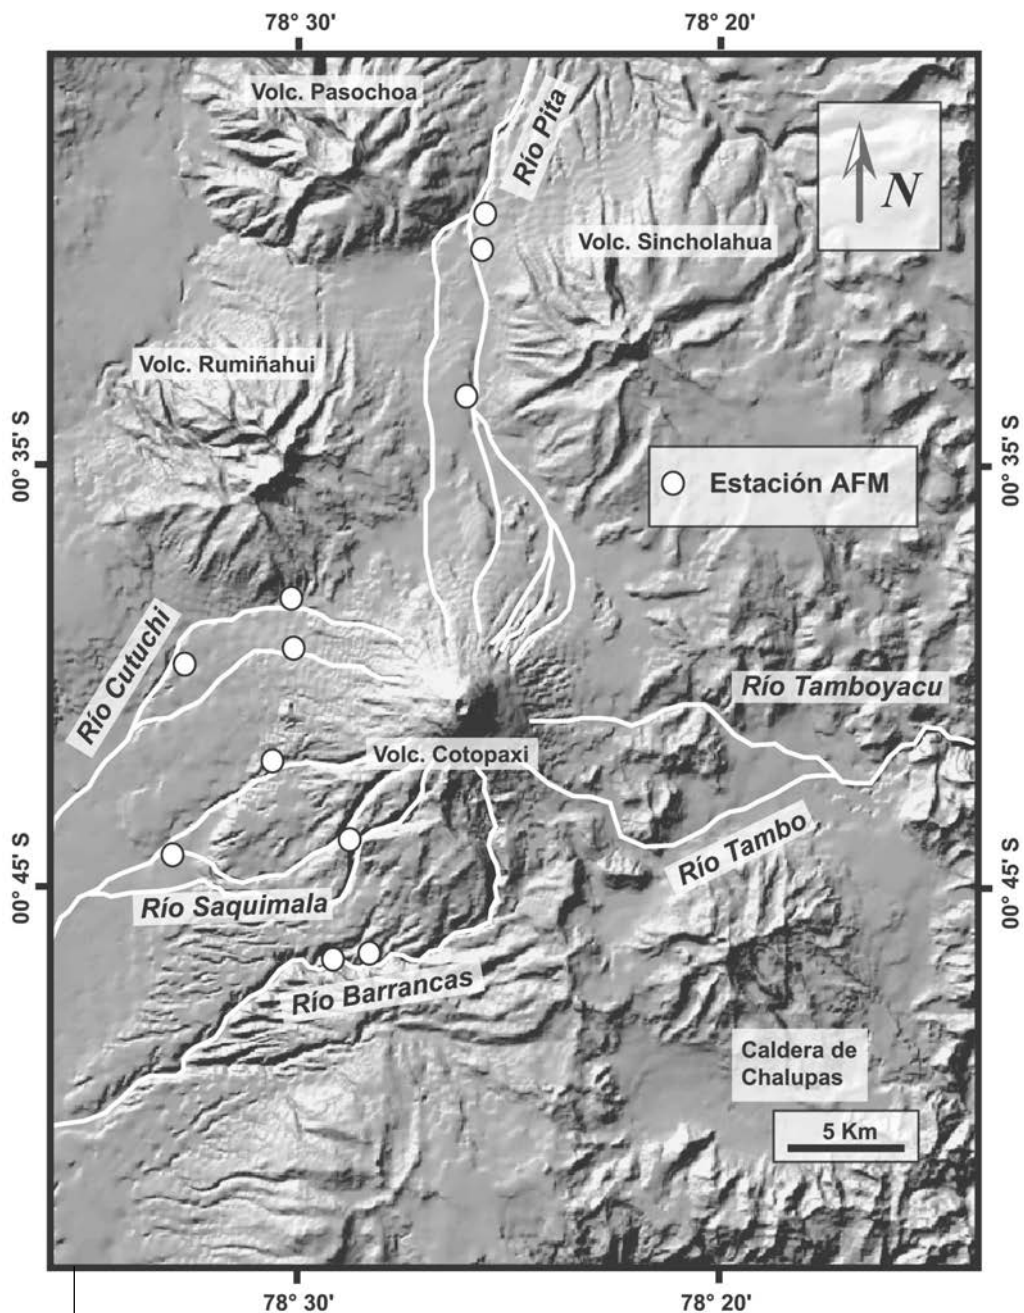 78° 30'
78° 20'
Volc. Pasochoa
Río Pita
N
Volc. Sincholahua
Volc. Rumiñahui
00° 35' S
00° 35' S
Estación AFM
Río Cutuchi
Río Tamboyacu
Volc. Cotopaxi
Río Tambo
00° 45' S
00° 45' S
Río Saquimala
Río Barrancas
Caldera de
Chalupas
5 Km
78° 30'
78° 20'